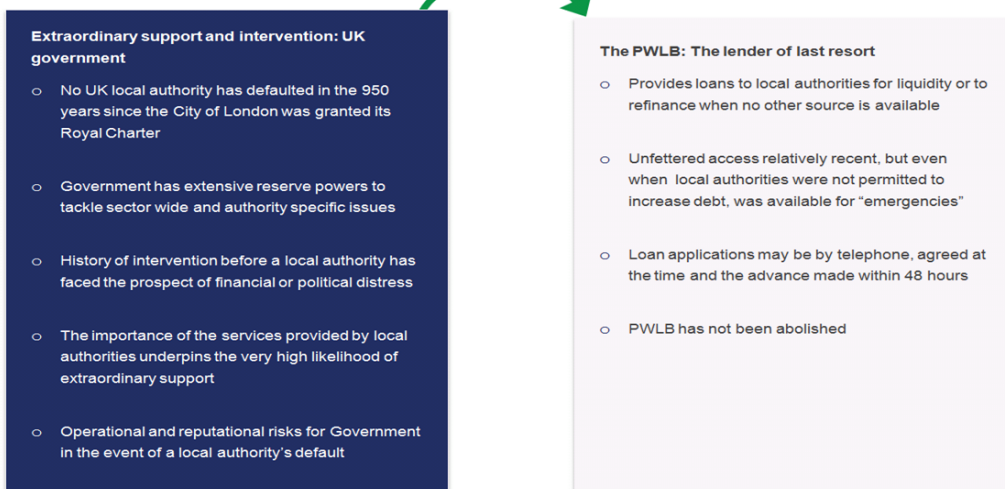 Extraordinary support and intervention: UK
government
o No UK local authority has defaulted in the 950
years since the City of London was granted its
Royal Charter
o Government has extensive reserve powers to
tackle sector wide and authority specific issues
o History of intervention before a local authority has
faced the prospect of financial or political distress
o The importance of the services provided by local
authorities underpins the very high likelihood of
extraordinary support
o Operational and reputational risks for Government
in the event of a local authority's default
The PWLB: The lender of last resort
o Provides loans to local authorities for liquidity or to
refinance when no other source is available
o Unfettered access relatively recent, but even
when local authorities were not permitted to
increase debt, was available for “emergencies”
o Loan applications may be by telephone, agreed at
the time and the advance made within 48 hours
o PWLB has not been abolished